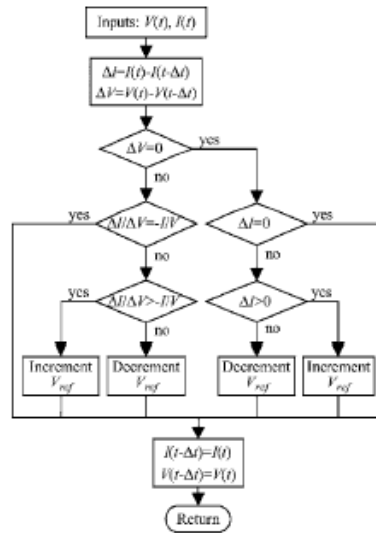 Inputs: V(t), I(t)
ΔI=I(t)-I(t-Δt)
ΔV=V(t)-V(t-Δt)
ΔV=0
yes
no
yes
ΔI/ΔV=-I/V
ΔI=0
yes
no
no
yes
ΔI/ΔV>-I/V
ΔI>0
yes
no
no
Increment
Vref
Decrement
Vref
Decrement
Vref
Increment
Vref
I(t-Δt)=I(t)
V(t-Δt)=V(t)
Return